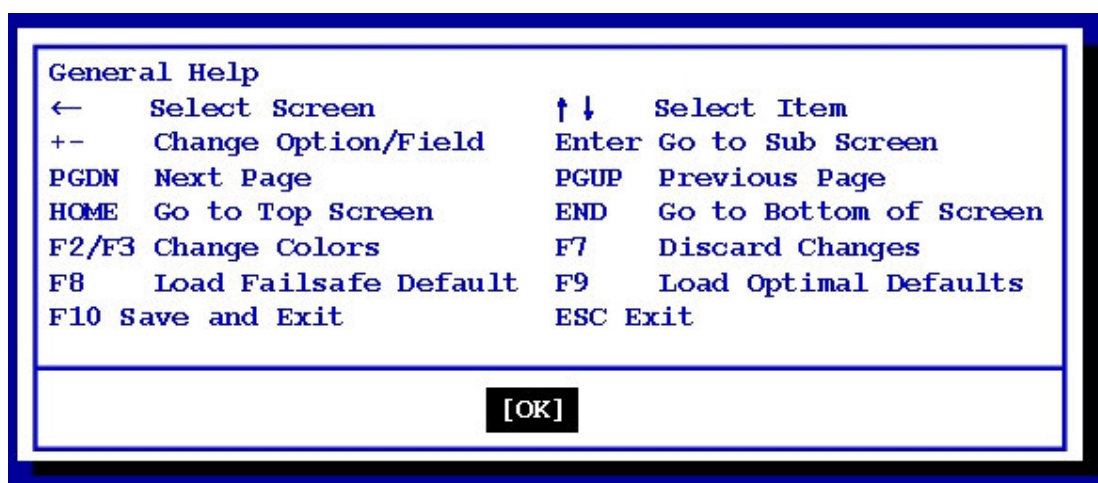 General Help
← Select Screen ↑↓ Select Item
+- Change Option/Field Enter Go to Sub Screen
PGDN Next Page PGUP Previous Page
HOME Go to Top Screen END Go to Bottom of Screen
F2/F3 Change Colors F7 Discard Changes
F8 Load Failsafe Default F9 Load Optimal Defaults
F10 Save and Exit ESC Exit
[OK]